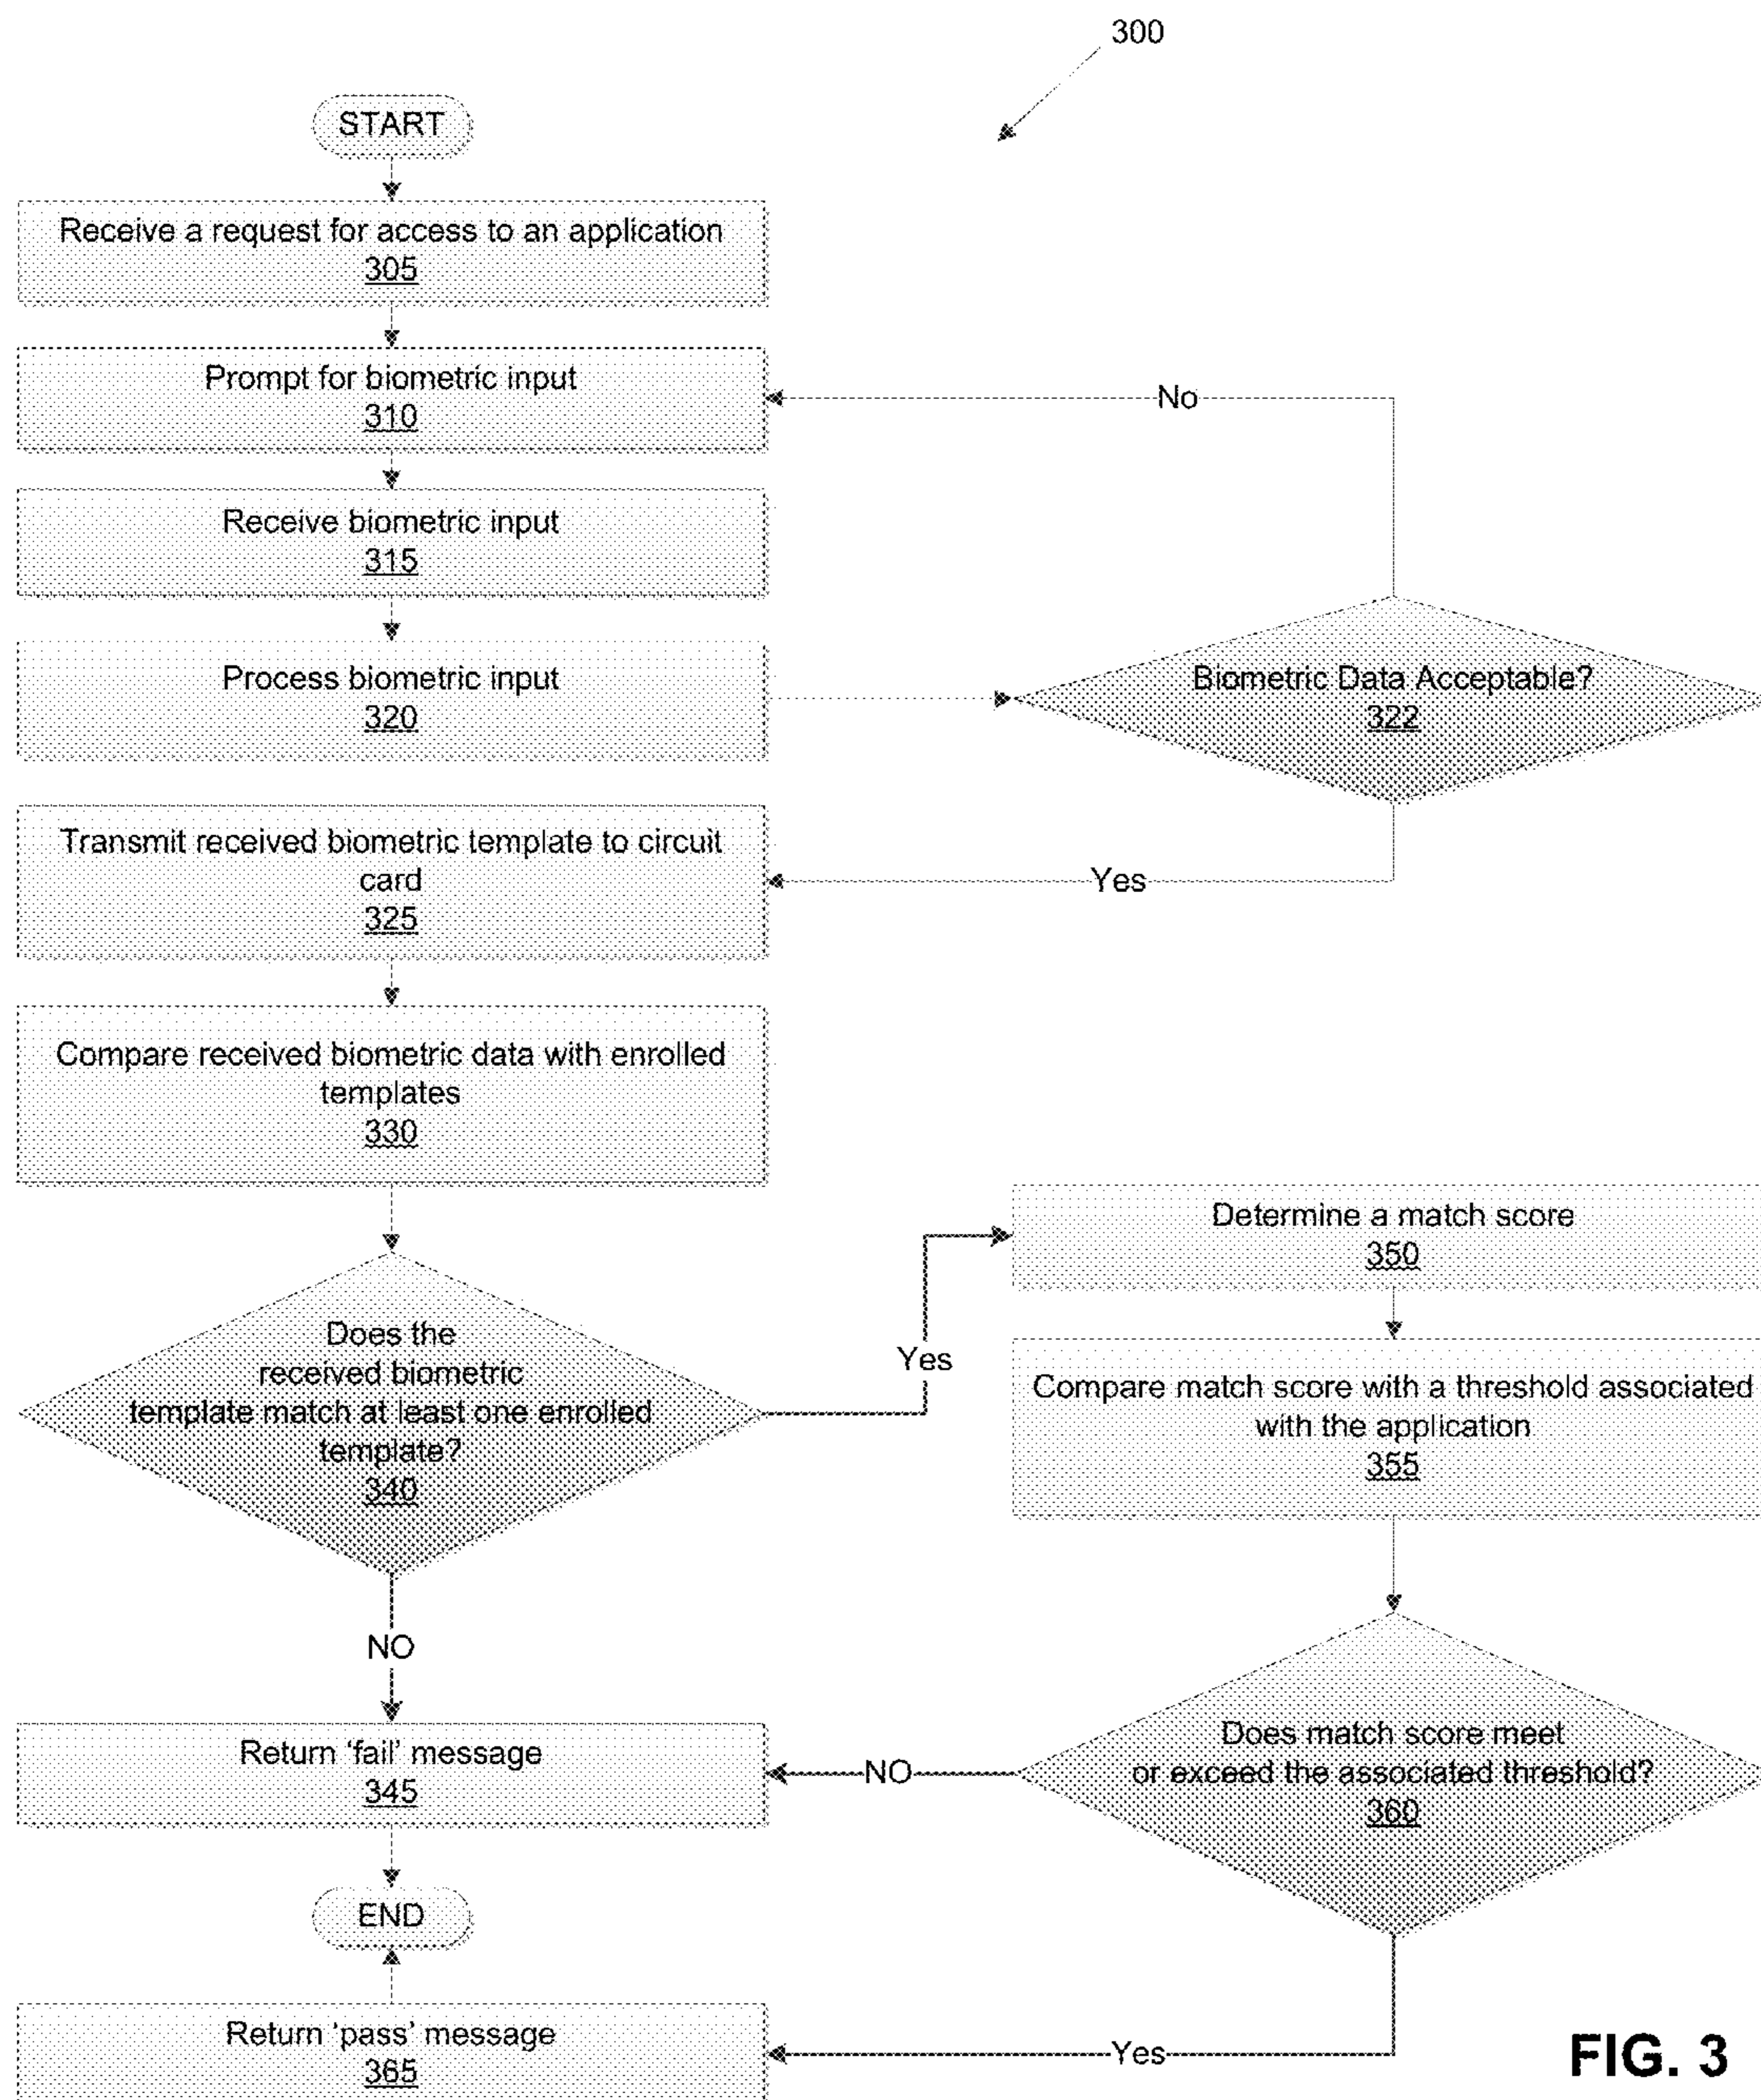 300
START
Receive a request for access to an application
305
Prompt for biometric input
310
No
Receive biometric input
315
Process biometric input
320
Biometric Data Acceptable?
322
Transmit received biometric template to circuit
card
325
Yes
Compare received biometric data with enrolled
templates
330
Does the
received biometric
template match at least one enrolled
template?
340
Yes
Determine a match score
350
Compare match score with a threshold associated
with the application
355
NO
Return ‘fail’ message
345
NO
Does match score meet
or exceed the associated threshold?
360
END
Return ‘pass’ message
365
Yes
FIG. 3